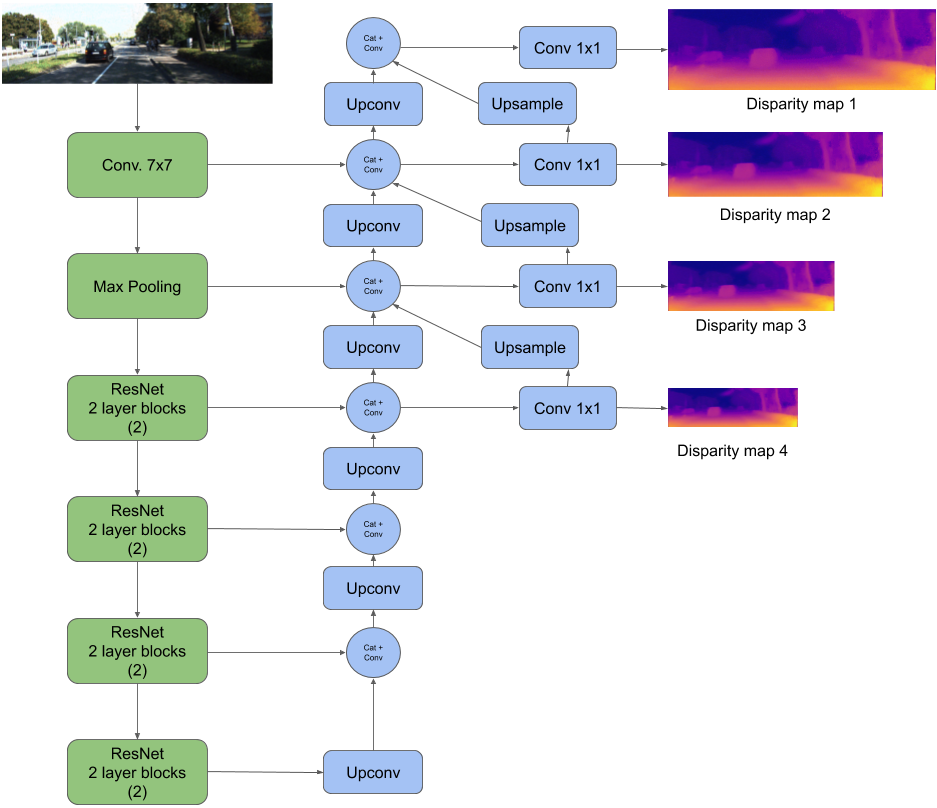 Cat +
Conv
Conv 1x1
Disparity map 1
Upconv
Upsample
Conv. 7x7
Cat +
Conv
Conv 1x1
Disparity map 2
Upconv
Upsample
Max Pooling
Cat +
Conv
Conv 1x1
Disparity map 3
Upconv
Upsample
ResNet
2 layer blocks
(2)
Cat +
Conv
Conv 1x1
Disparity map 4
Upconv
ResNet
2 layer blocks
(2)
Cat +
Conv
Upconv
ResNet
2 layer blocks
(2)
Cat +
Conv
ResNet
2 layer blocks
(2)
Upconv